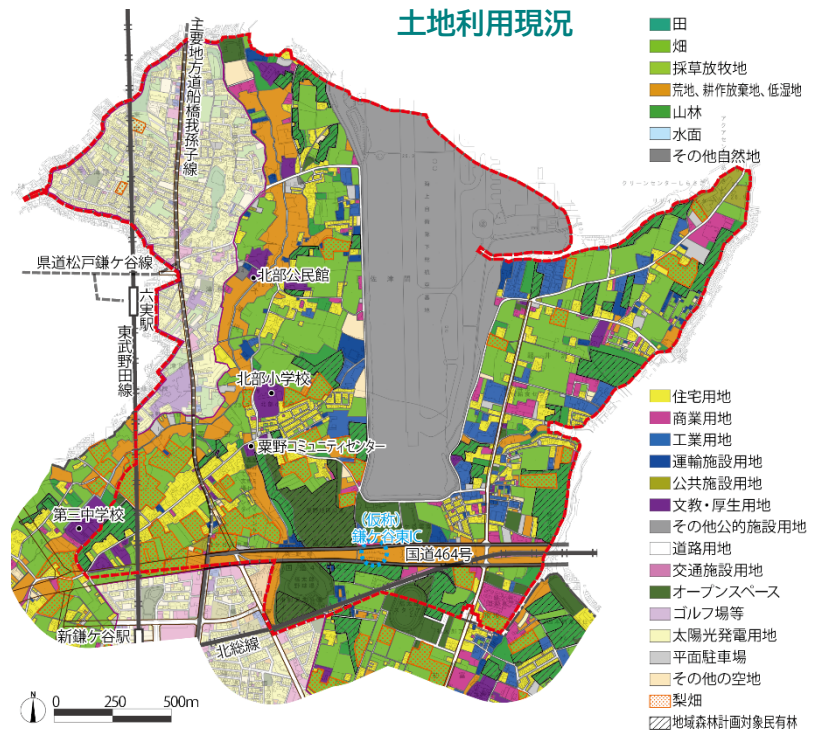 土地利用現況
田
畑
採草放牧地
荒地、耕作放棄地、低湿地
山林
水面
その他自然地
主要地方道船橋我孫子線
県道松戸鎌ケ谷線
六実駅
東武野田線
北部公民館
北部小学校
粟野コミュニティセンター
第三中学校
(仮称)
鎌ケ谷東IC
国道464号
新鎌ケ谷駅
北総線
住宅用地
商業用地
工業用地
運輸施設用地
公共施設用地
文教・厚生用地
その他公的施設用地
道路用地
交通施設用地
オープンスペース
ゴルフ場等
太陽光発電用地
平面駐車場
その他の空地
梨畑
地域森林計画対象民有林
N
0 250 500m